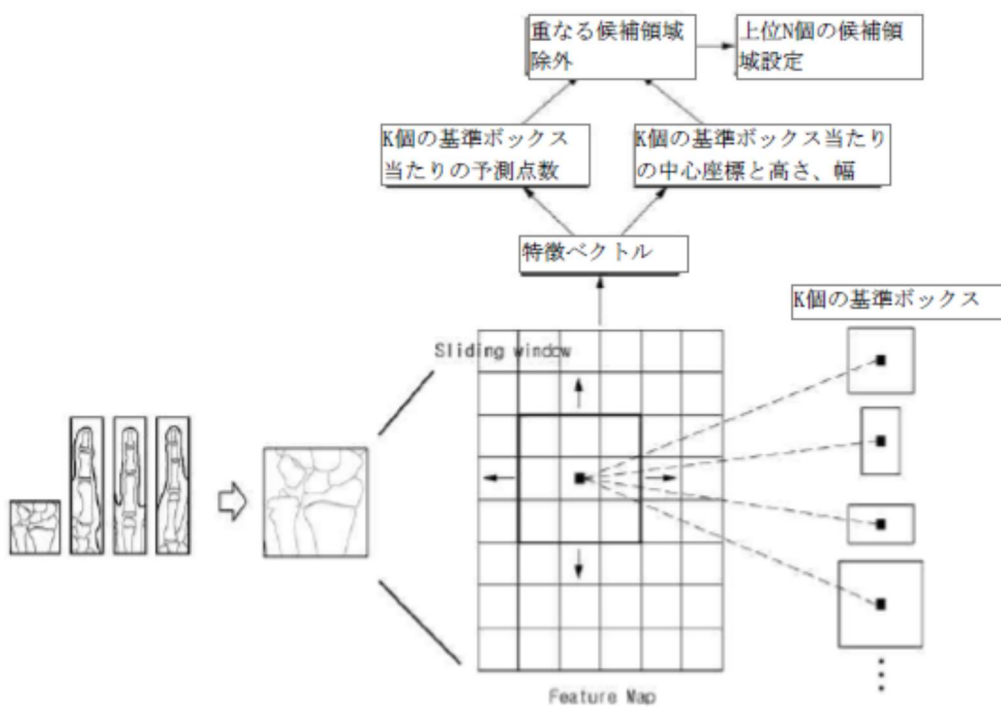 重なる候補領域
除外
上位N個の候補領
域設定
K個の基準ボックス
当たりの予測点数
K個の基準ボックス当たり
の中心座標と高さ、幅
特徴ベクトル
K個の基準ボックス
Sliding window
Feature Map